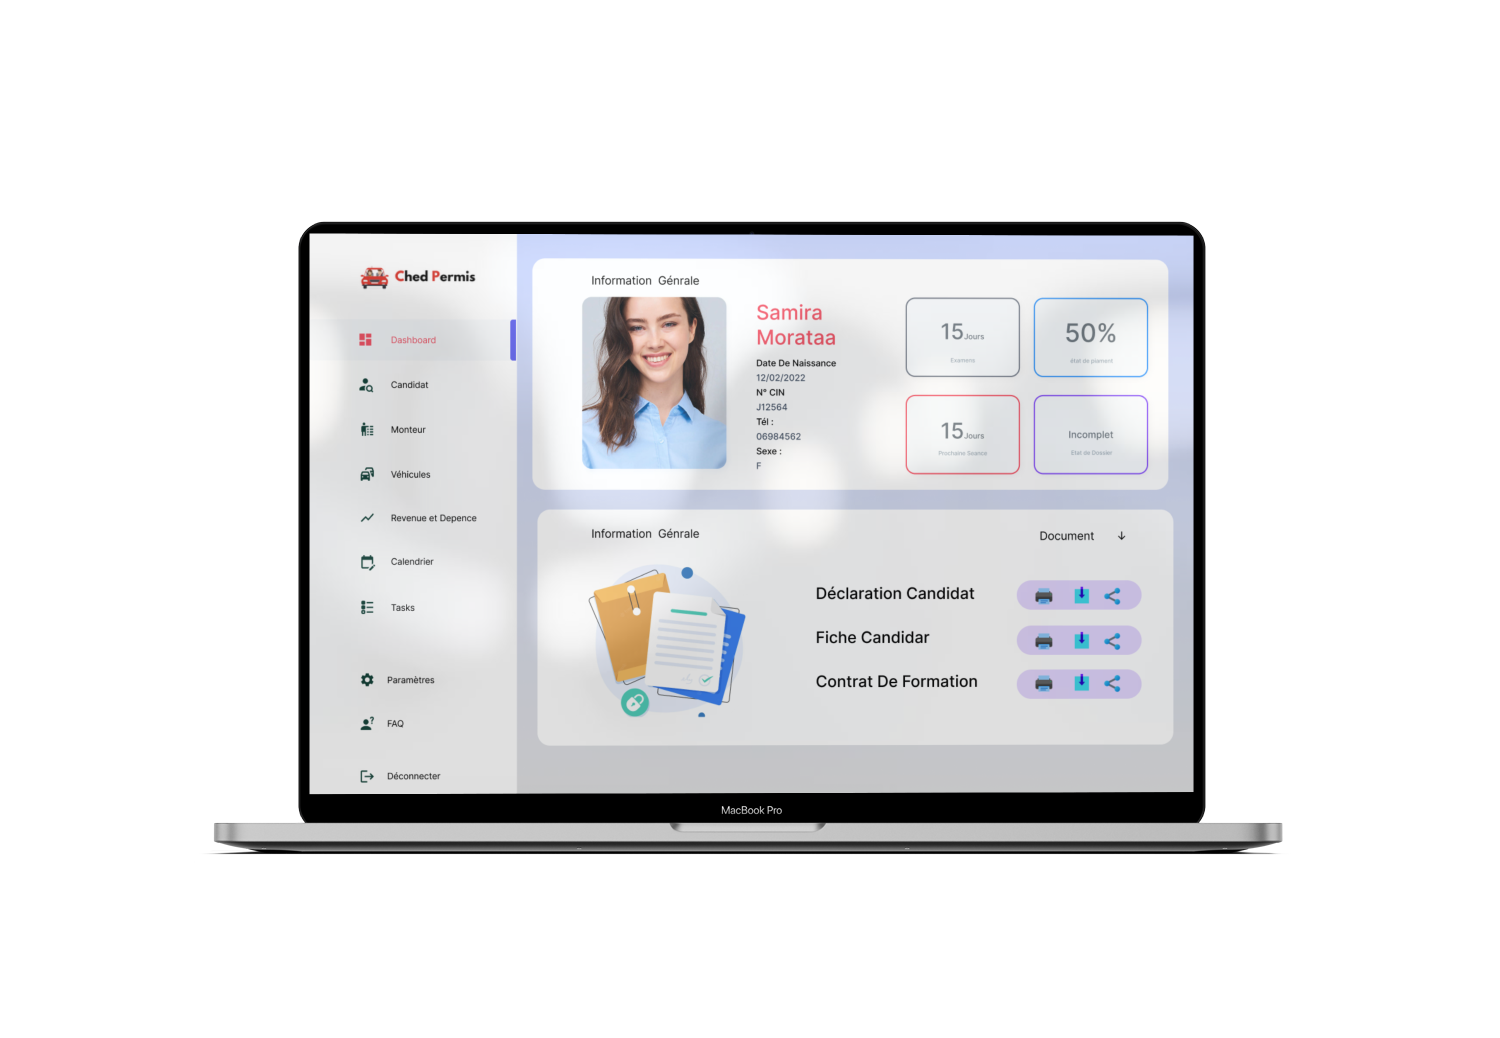 Ched Permis
Dashboard
Candidat
Monteur
Véhicules
Revenue et Depence
Calendrier
Tasks
Paramètres
FAQ
Déconnecter
Information Génrale
Samira
Morataa
Date De Naissance
12/02/2022
N° CIN
J12564
Tél :
06984562
Sexe :
F
15 Jours
Examens
50%
état de piament
15 Jours
Prochaine Seance
Incomplet
Etat de Dossier
Information Génrale
Document
Déclaration Candidat
Fiche Candidar
Contrat De Formation
MacBook Pro